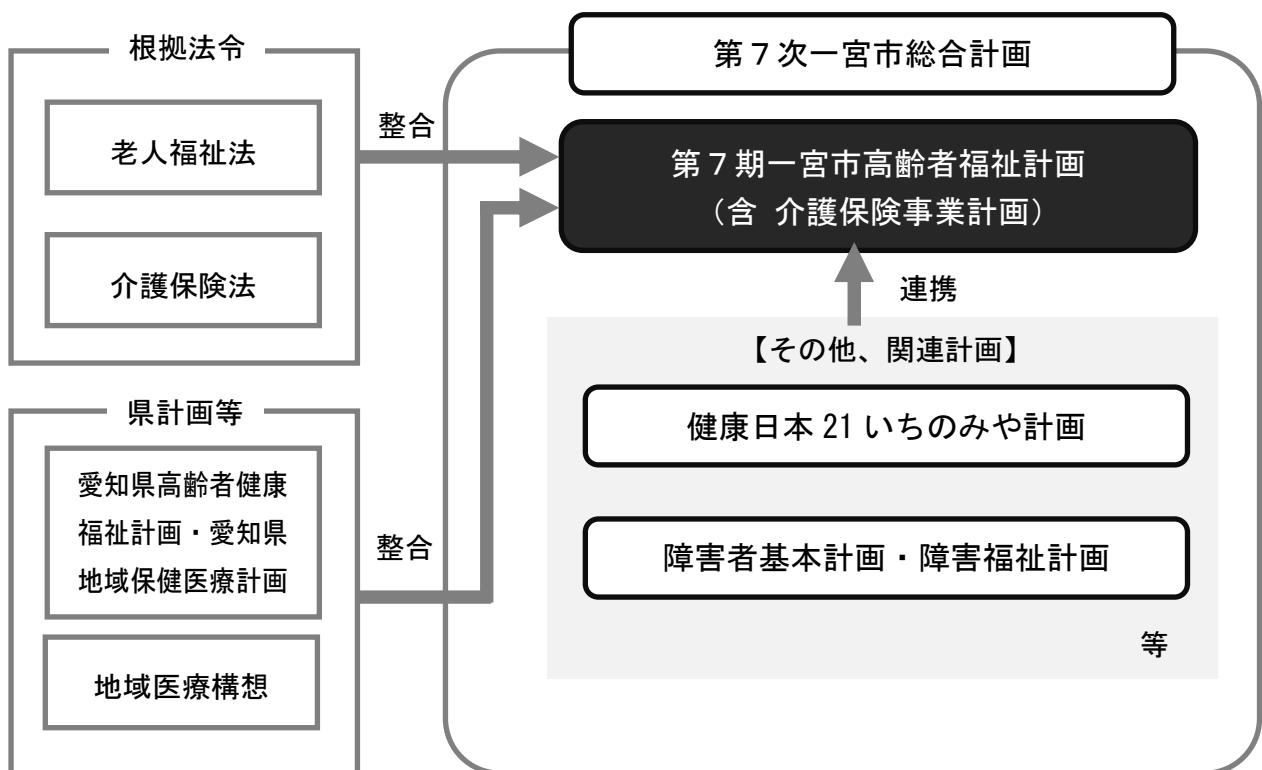 根拠法令
老人福祉法
介護保険法
県計画等
愛知県高齢者健康
福祉計画・愛知県
地域保健医療計画
地域医療構想
整合
整合
第７次一宮市総合計画
第７期一宮市高齢者福祉計画
（含 介護保険事業計画）
連携
【その他、関連計画】
健康日本 21 いちのみや計画
障害者基本計画・障害福祉計画
等